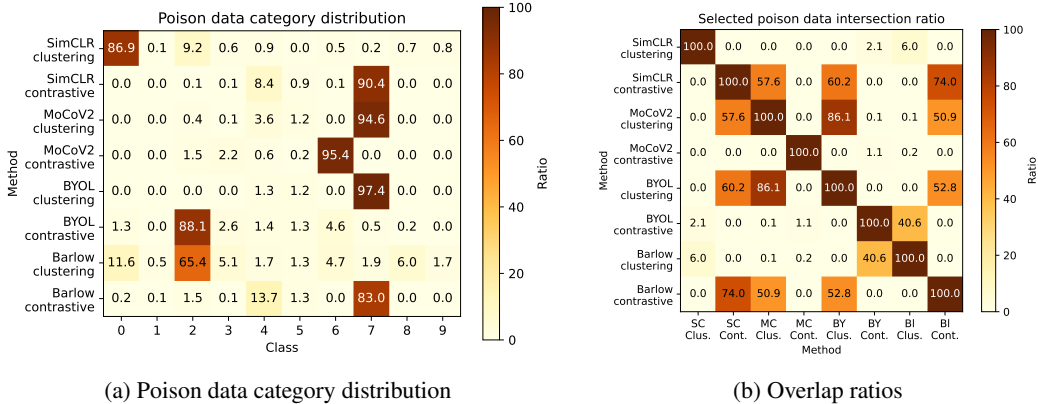 Poison data category distribution
SimCLR clustering 86.9 0.1 9.2 0.6 0.9 0.0 0.5 0.2 0.7 0.8
SimCLR contrastive 0.0 0.0 0.1 0.1 8.4 0.9 0.1 90.4 0.0 0.0
MoCoV2 clustering 0.0 0.0 0.4 0.1 3.6 1.2 0.0 94.6 0.0 0.0
MoCoV2 contrastive 0.0 0.0 1.5 2.2 0.6 0.2 95.4 0.0 0.0 0.0
BYOL clustering 0.0 0.0 0.0 0.0 1.3 1.2 0.0 97.4 0.0 0.0
BYOL contrastive 1.3 0.0 88.1 2.6 1.4 1.3 4.6 0.5 0.2 0.0
Barlow clustering 11.6 0.5 65.4 5.1 1.7 1.3 4.7 1.9 6.0 1.7
Barlow contrastive 0.2 0.1 1.5 0.1 13.7 1.3 0.0 83.0 0.0 0.0
0 1 2 3 4 5 6 7 8 9
Class
Method
100
80
60
40
20
0
Ratio
(a) Poison data category distribution
Selected poison data intersection ratio
SimCLR clustering 100.0 0.0 0.0 0.0 0.0 2.1 6.0 0.0
SimCLR contrastive 0.0 100.0 57.6 0.0 60.2 0.0 0.0 74.0
MoCoV2 clustering 0.0 57.6 100.0 0.0 86.1 0.1 0.1 50.9
MoCoV2 contrastive 0.0 0.0 0.0 100.0 0.0 1.1 0.2 0.0
BYOL clustering 0.0 60.2 86.1 0.0 100.0 0.0 0.0 52.8
BYOL contrastive 2.1 0.0 0.1 1.1 0.0 100.0 40.6 0.0
Barlow clustering 6.0 0.0 0.1 0.2 0.0 40.6 100.0 0.0
Barlow contrastive 0.0 74.0 50.9 0.0 52.8 0.0 0.0 100.0
SC SC MC MC BY BY BI BI
Clus. Cont. Clus. Cont. Clus. Cont. Clus. Cont.
Method
Method
100
80
60
40
20
0
Ratio
(b) Overlap ratios